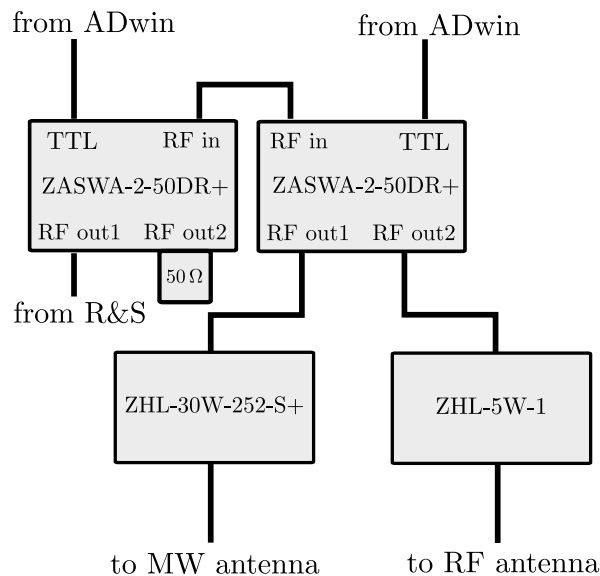 from ADwin
from ADwin
TTL
RF in
RF in
TTL
ZASWA-2-50DR+
ZASWA-2-50DR+
RF out1
RF out2
RF out1
RF out2
50 Ω
from R&S
ZHL-30W-252-S+
ZHL-5W-1
to MW antenna
to RF antenna